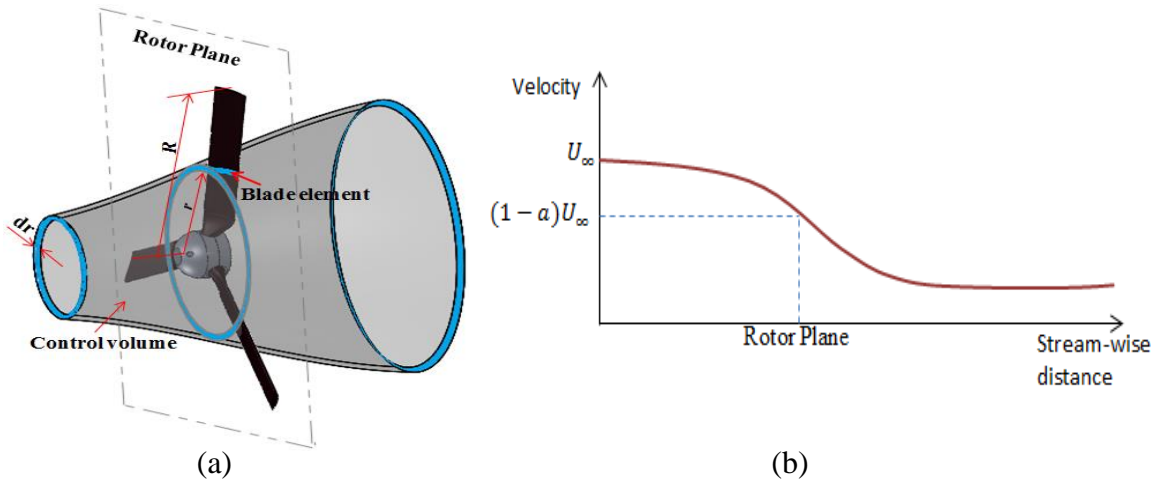 Rotor Plane
R
r
Blade element
dr
Control volume
(a)
Velocity
U∞
(1 − a)U∞
Rotor Plane
Stream-wise
distance
(b)